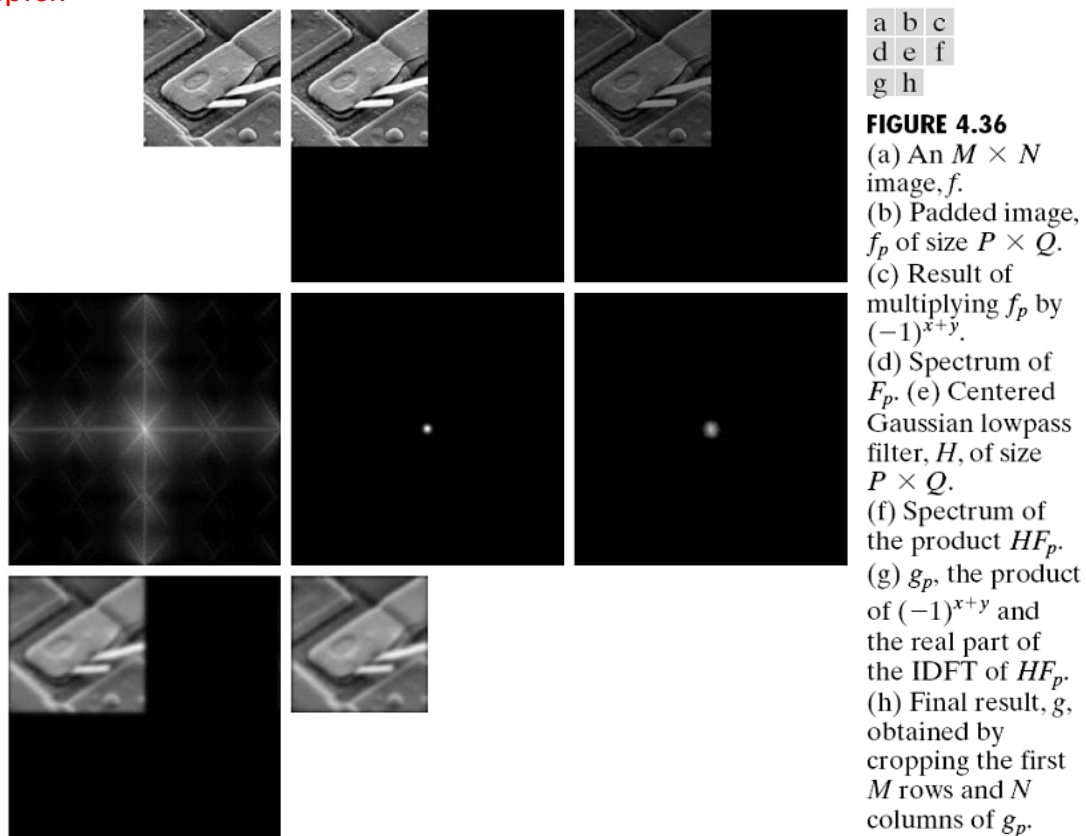 a b c
d e f
g h
FIGURE 4.36
(a) An M × N
image, f.
(b) Padded image,
f_p of size P × Q.
(c) Result of
multiplying f_p by
(−1)^{x+y}.
(d) Spectrum of
F_p. (e) Centered
Gaussian lowpass
filter, H, of size
P × Q.
(f) Spectrum of
the product HF_p.
(g) g_p, the product
of (−1)^{x+y} and
the real part of
the IDFT of HF_p.
(h) Final result, g,
obtained by
cropping the first
M rows and N
columns of g_p.